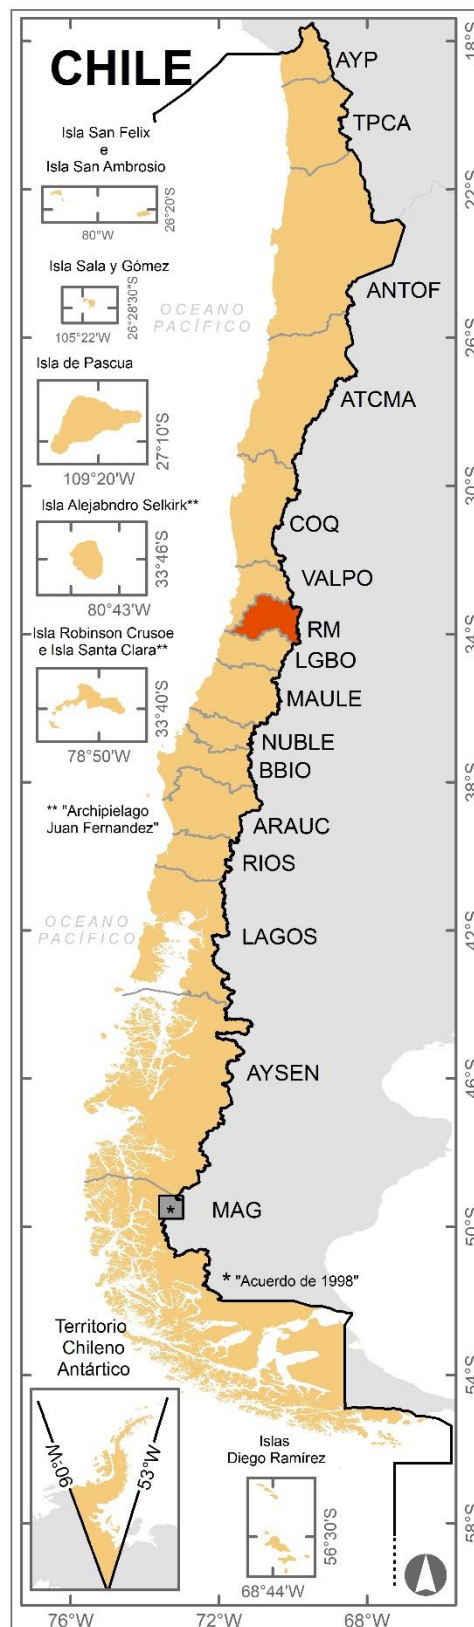 CHILE
18°S
AYP
TPCA
Isla San Felix
e
Isla San Ambrosio
26°20'S
80°W
22°S
Isla Sala y Gómez
26°28'30"S
105°22'W
OCEANO
PACÍFICO
ANTOF
26°S
Isla de Pascua
27°10'S
109°20'W
ATCMA
30°S
Isla Alejabndro Selkirk**
33°46'S
80°43'W
COQ
VALPO
Isla Robinson Crusoe
e Isla Santa Clara**
33°40'S
78°50'W
RM
34°S
LGBO
MAULE
NUBLE
BBIO
38°S
** "Archipielago
Juan Fernandez"
ARAUC
RIOS
OCEANO
PACÍFICO
LAGOS
42°S
AYSEN
46°S
*
MAG
50°S
* "Acuerdo de 1998"
Territorio
Chileno
Antártico
54°S
90°W
53°W
Islas
Diego Ramírez
56°30'S
68°44'W
58°S
76°W
72°W
68°W